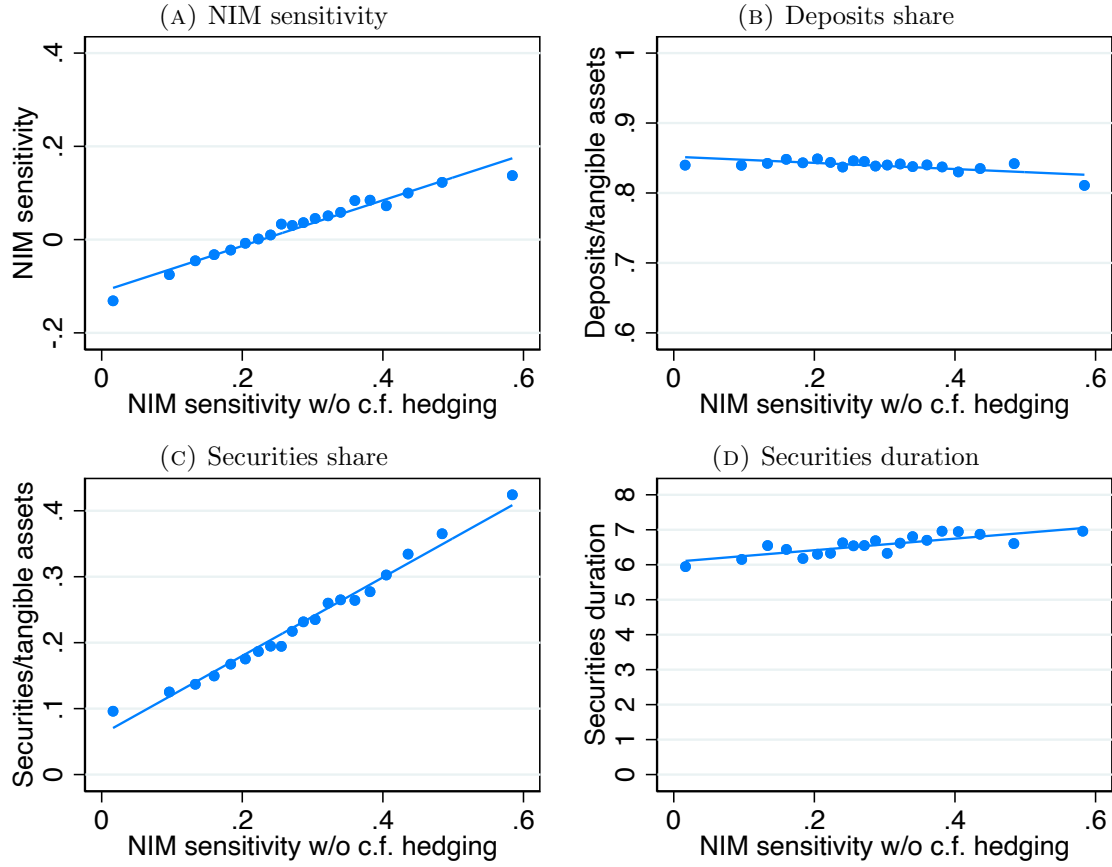 (A) NIM sensitivity
NIM sensitivity
.4
.2
0
-.2
0 .2 .4 .6
NIM sensitivity w/o c.f. hedging
(B) Deposits share
Deposits/tangible assets
1
.9
.8
.7
.6
0 .2 .4 .6
NIM sensitivity w/o c.f. hedging
(C) Securities share
Securities/tangible assets
.4
.3
.2
.1
0
0 .2 .4 .6
NIM sensitivity w/o c.f. hedging
(D) Securities duration
Securities duration
8
7
6
5
4
3
2
1
0
0 .2 .4 .6
NIM sensitivity w/o c.f. hedging